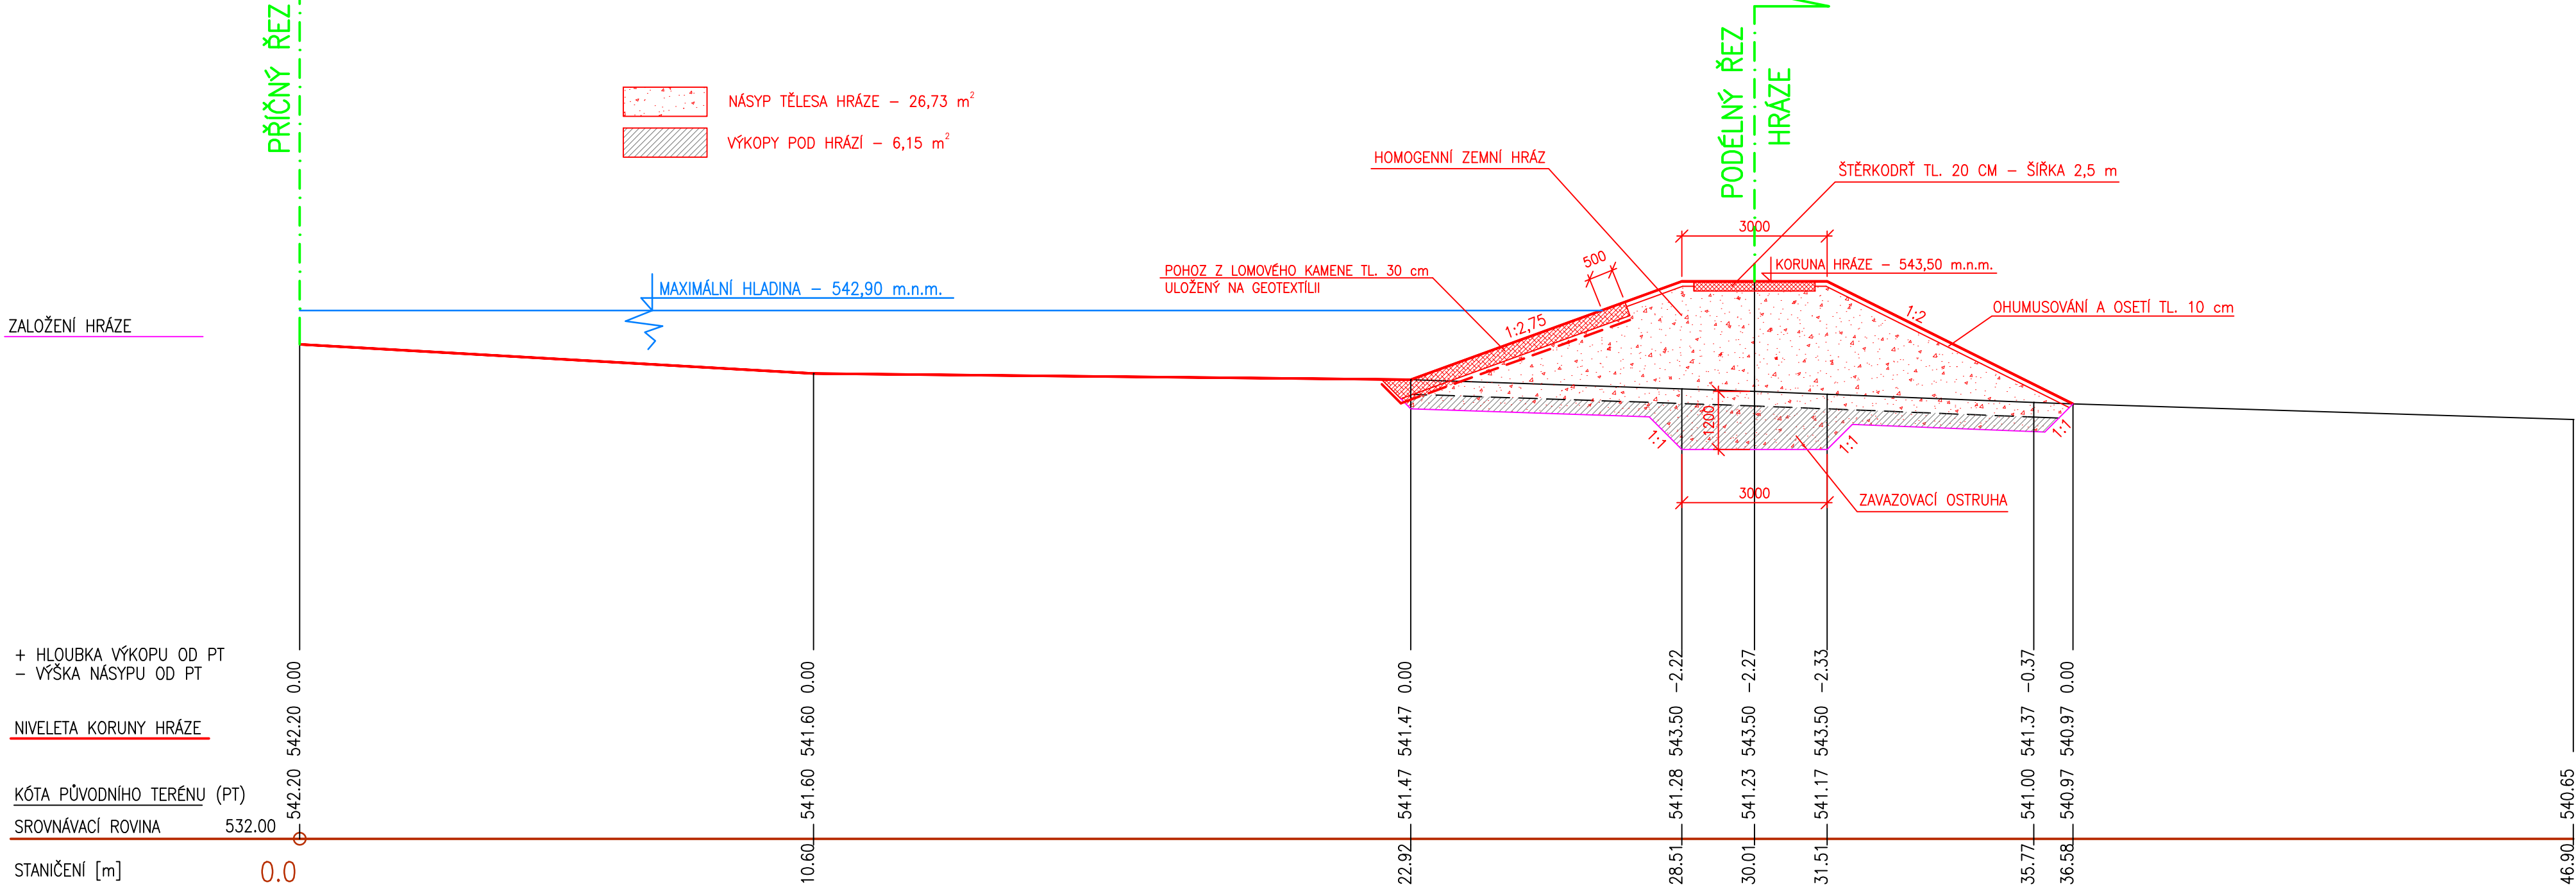 PŘÍČNÝ ŘEZ
PODÉLNÝ ŘEZ
HRÁZE
NÁSYP TĚLESA HRÁZE – 26,73 m²
VÝKOPY POD HRÁZÍ – 6,15 m²
HOMOGENNÍ ZEMNÍ HRÁZ
ŠTĚRKODRŤ TL. 20 CM – ŠÍŘKA 2,5 m
3000
500
POHOZ Z LOMOVÉHO KAMENE TL. 30 cm
ULOŽENÝ NA GEOTEXTÍLII
KORUNA HRÁZE – 543,50 m.n.m.
MAXIMÁLNÍ HLADINA – 542,90 m.n.m.
1:2,75
1:2
OHUMUSOVÁNÍ A OSETÍ TL. 10 cm
ZALOŽENÍ HRÁZE
1200
1:1
1:1
1:1
3000
ZAVAZOVACÍ OSTRUHA
+ HLOUBKA VÝKOPU OD PT
– VÝŠKA NÁSYPU OD PT
0.00
0.00
0.00
-2.22
-2.27
-2.33
-0.37
0.00
NIVELETA KORUNY HRÁZE
542.20
541.60
541.47
543.50
543.50
543.50
541.37
540.97
KÓTA PŮVODNÍHO TERÉNU (PT)
542.20
541.60
541.47
541.28
541.23
541.17
541.00
540.97
540.65
SROVNÁVACÍ ROVINA 532.00
STANIČENÍ [m]
0.0
10.60
22.92
28.51
30.01
31.51
35.77
36.58
46.90